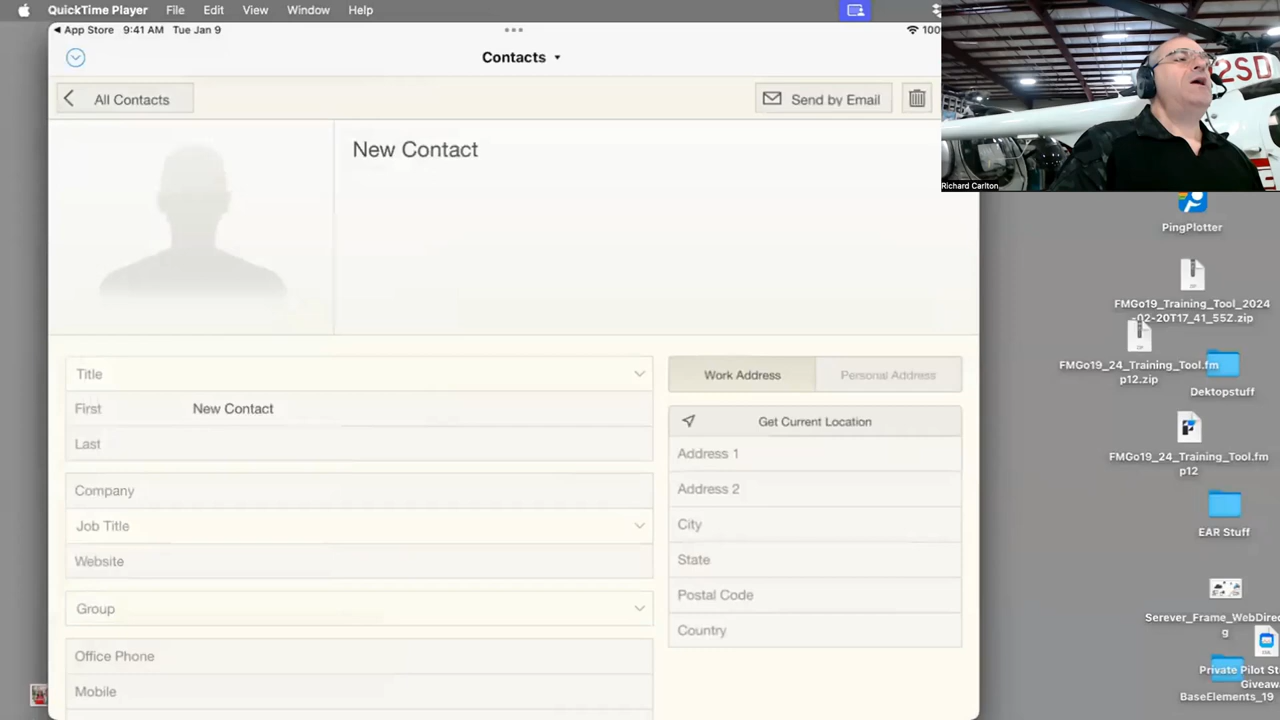 QuickTime Player File Edit View Window Help
App Store 9:41 AM Tue Jan 9
100
Contacts
All Contacts
Send by Email
New Contact
Title
First New Contact
Last
Company
Job Title
Website
Group
Office Phone
Mobile
Work Address Personal Address
Get Current Location
Address 1
Address 2
City
State
Postal Code
Country
2SD
Richard Carlton
PingPlotter
ZIP
FMGo19_Training_Tool_2024
-02-20T17_41_55Z.zip
ZIP
FMGo19_24_Training_Tool.fm
p12.zip
Dektopstuff
FMGo19_24_Training_Tool.fm
p12
EAR Stuff
Serever_Frame_WebDirec
g
Private Pilot St
Giveaw
BaseElements_19